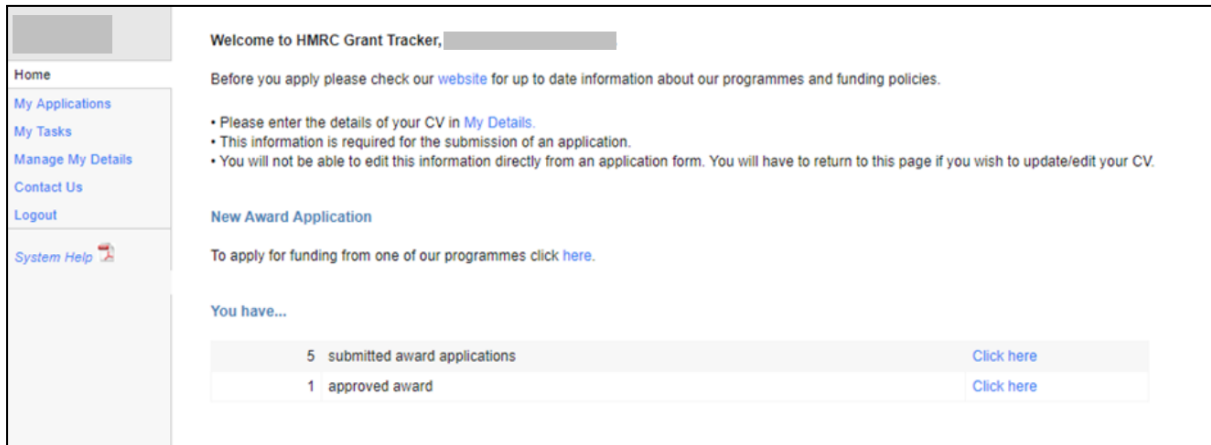 Welcome to HMRC Grant Tracker,
Home
Before you apply please check our website for up to date information about our programmes and funding policies.
My Applications
My Tasks
Manage My Details
Contact Us
Logout
System Help
• Please enter the details of your CV in My Details.
• This information is required for the submission of an application.
• You will not be able to edit this information directly from an application form. You will have to return to this page if you wish to update/edit your CV.
New Award Application
To apply for funding from one of our programmes click here.
You have...
5 submitted award applications Click here
1 approved award Click here